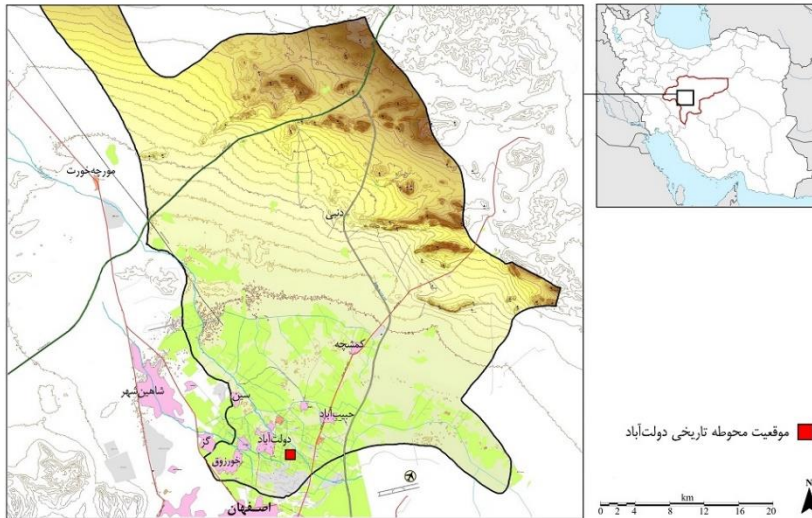 مورچه‌خورت
دنبی
کمشچه
شاهین‌شهر
سین
حبیب‌آباد
دولت‌آباد
گز
خورزوق
اصفهان
موقعیت محوطه تاریخی دولت‌آباد
N
km
0 2 4 8 12 16 20